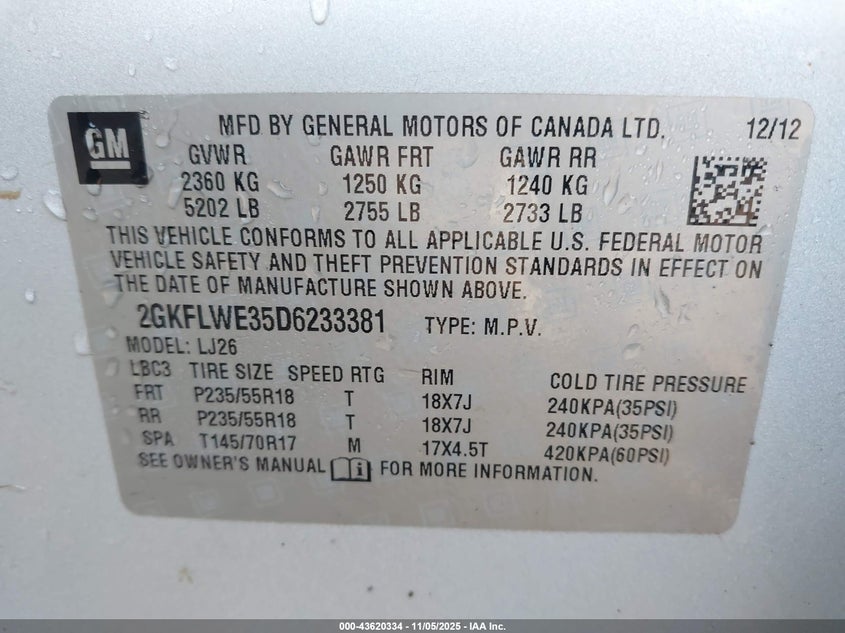 GM
MFD BY GENERAL MOTORS OF CANADA LTD. 12/12
GVWR GAWR FRT GAWR RR
2360 KG 1250 KG 1240 KG
5202 LB 2755 LB 2733 LB
THIS VEHICLE CONFORMS TO ALL APPLICABLE U.S. FEDERAL MOTOR
VEHICLE SAFETY AND THEFT PREVENTION STANDARDS IN EFFECT ON
THE DATE OF MANUFACTURE SHOWN ABOVE.
2GKFLWE35D6233381 TYPE: M.P.V.
MODEL: LJ26
LBC3 TIRE SIZE SPEED RTG RIM COLD TIRE PRESSURE
FRT P235/55R18 T 18X7J 240KPA(35PSI)
RR P235/55R18 T 18X7J 240KPA(35PSI)
SPA T145/70R17 M 17X4.5T 420KPA(60PSI)
SEE OWNER'S MANUAL i FOR MORE INFORMATION.
000-43620334 - 11/05/2025 - IAA Inc.